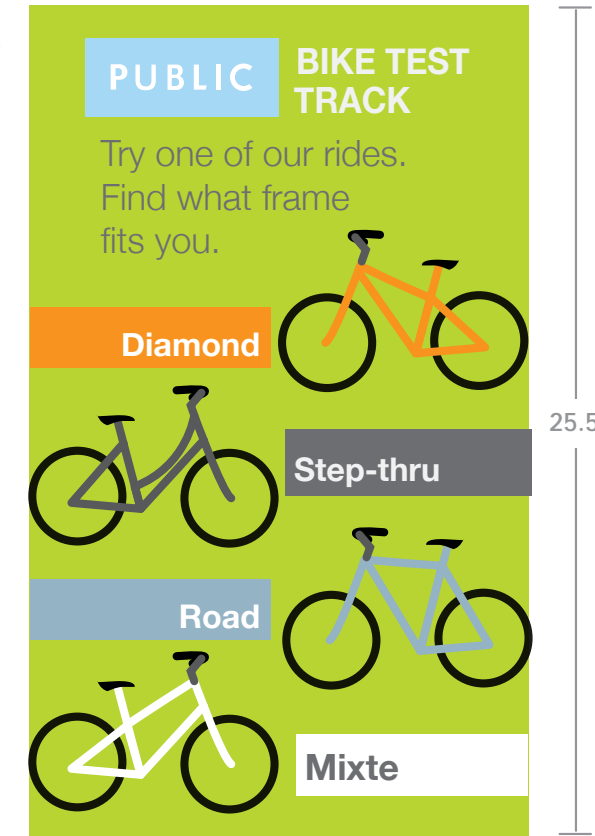 PUBLIC
BIKE TEST
TRACK
Try one of our rides.
Find what frame
fits you.
Diamond
25.5
Step-thru
Road
Mixte